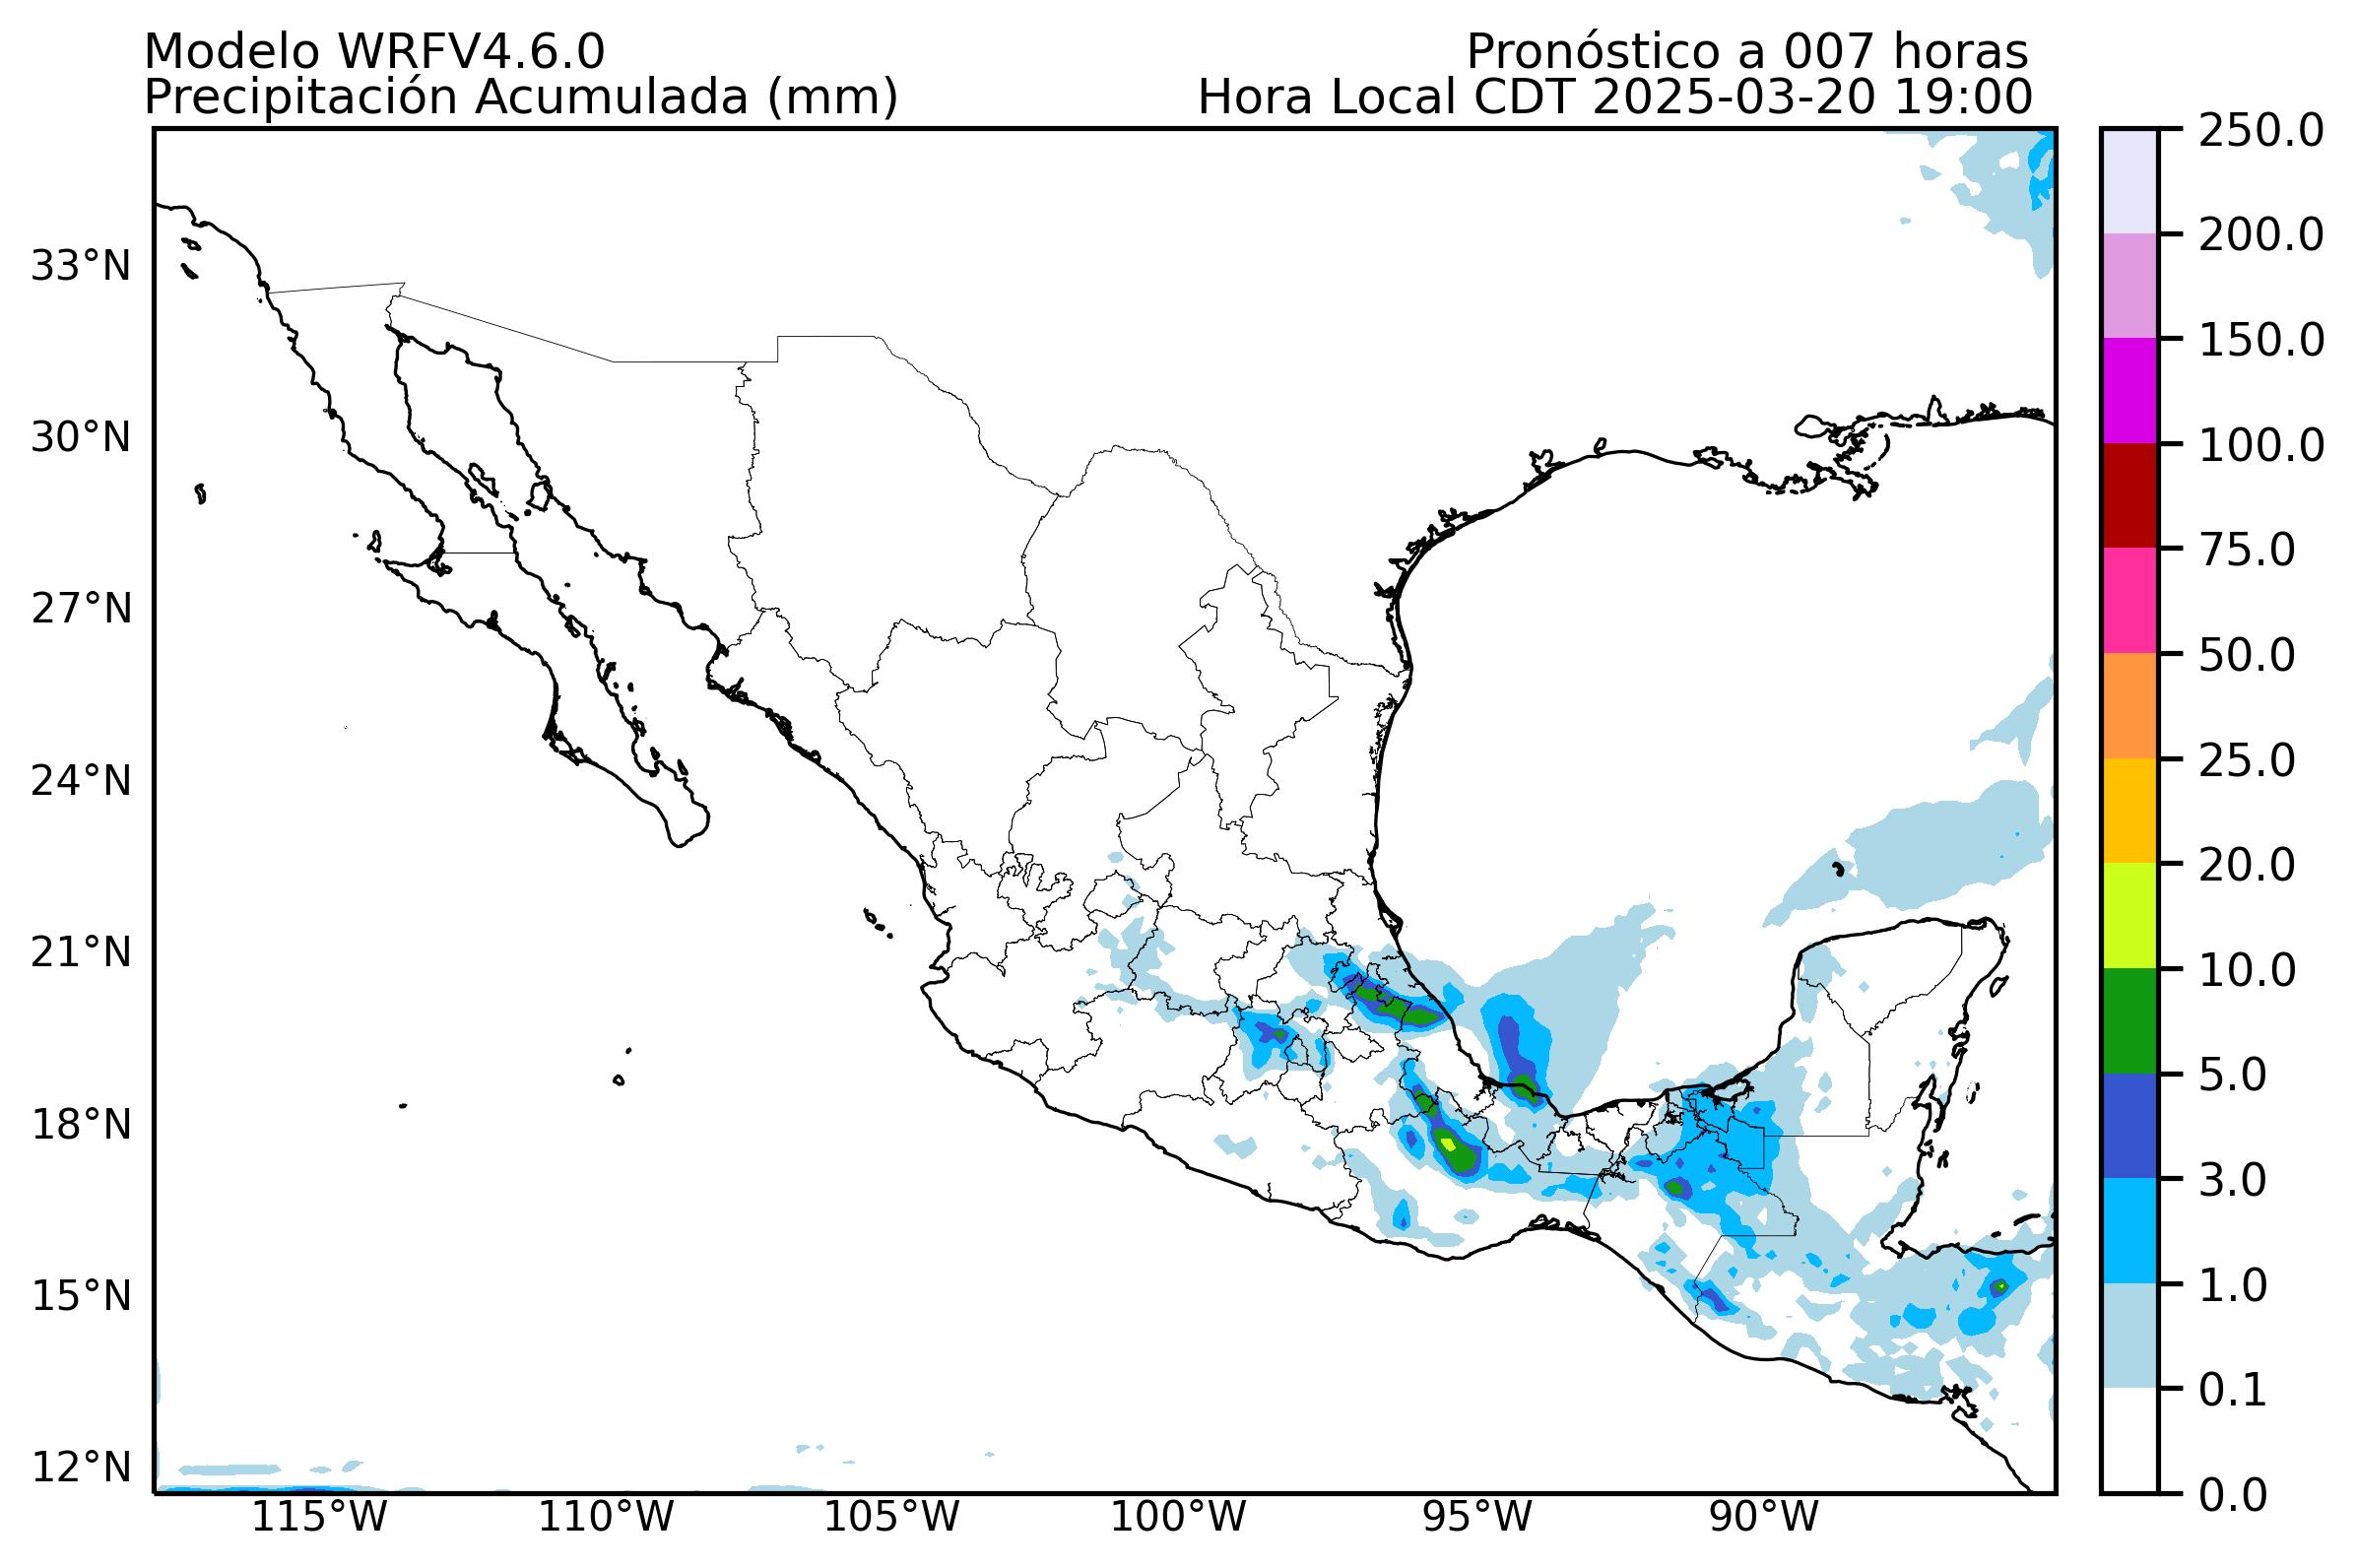 Modelo WRFV4.6.0
Pronóstico a 007 horas
Precipitación Acumulada (mm)
Hora Local CDT 2025-03-20 19:00
33°N
30°N
27°N
24°N
21°N
18°N
15°N
12°N
115°W
110°W
105°W
100°W
95°W
90°W
250.0
200.0
150.0
100.0
75.0
50.0
25.0
20.0
10.0
5.0
3.0
1.0
0.1
0.0